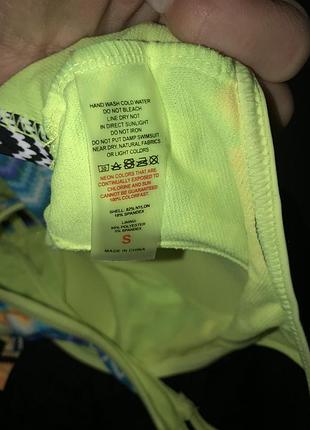 HAND WASH COLD WATER
DO NOT BLEACH
LINE DRY NOT
IN DIRECT SUNLIGHT
DO NOT IRON
DO NOT PUT DAMP SWIMSUIT
NEAR DRY, NATURAL FABRICS
OR LIGHT COLORS
NEON COLORS THAT ARE
CONTINUALLY EXPOSED TO
CHLORINE AND SUN
CANNOT BE GUARANTEED
100% COLORFAST.
SHELL: 82% NYLON
18% SPANDEX
LINING:
POLYESTER
SPANDEX
S
MADE IN CHINA